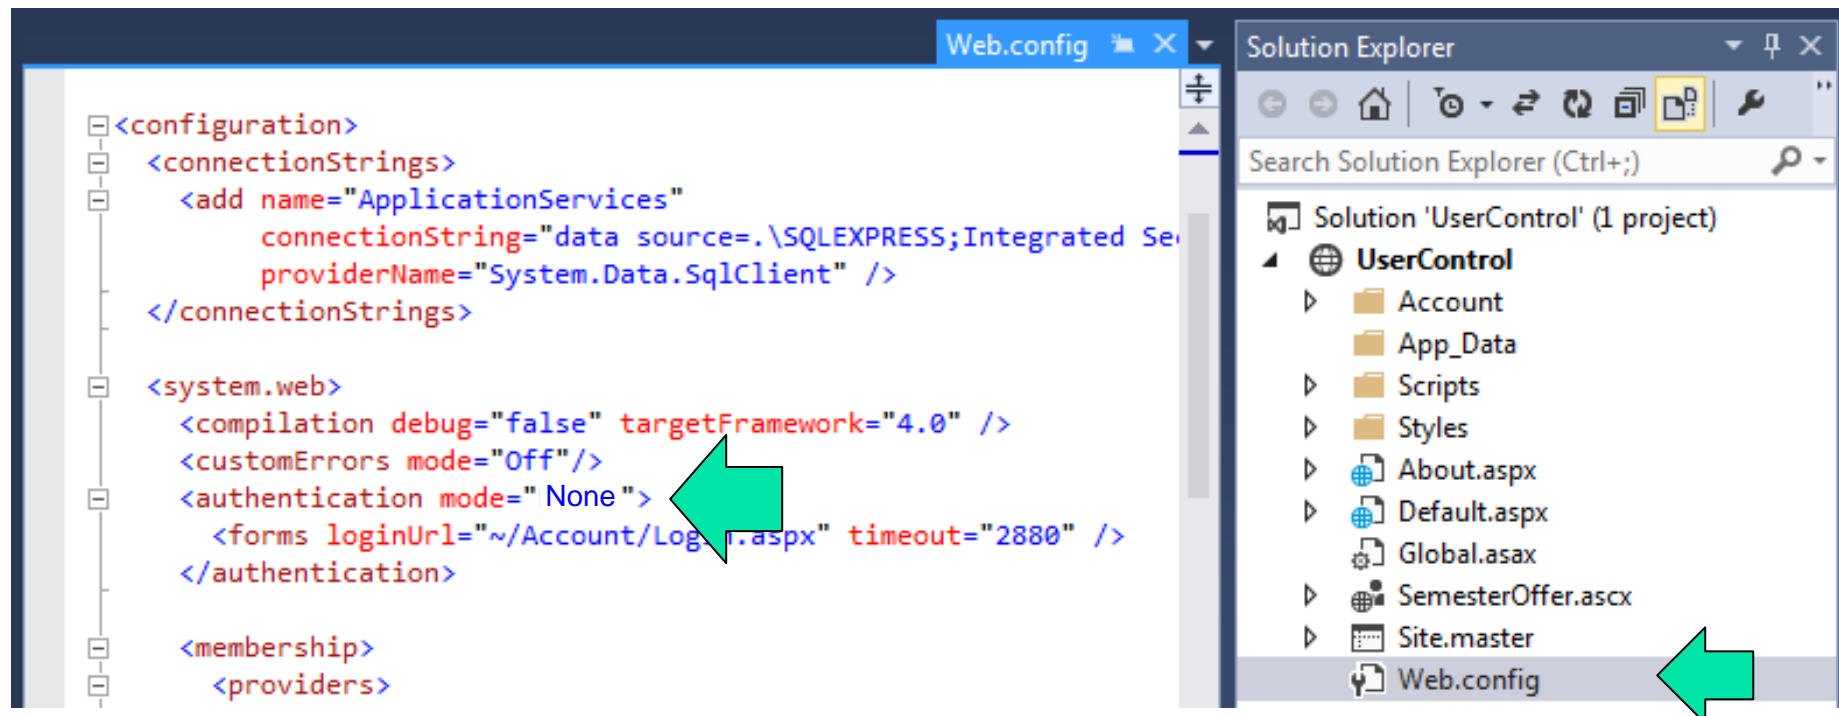 Web.config
<configuration>
<connectionStrings>
<add name="ApplicationServices"
connectionString="data source=.\SQLEXPRESS;Integrated Se
providerName="System.Data.SqlClient" />
</connectionStrings>
<system.web>
<compilation debug="false" targetFramework="4.0" />
<customErrors mode="Off"/>
<authentication mode="None">
<forms loginUrl="~/Account/Login.aspx" timeout="2880" />
</authentication>
<membership>
<providers>
Solution Explorer
Search Solution Explorer (Ctrl+;)
Solution 'UserControl' (1 project)
UserControl
Account
App_Data
Scripts
Styles
About.aspx
Default.aspx
Global.asax
SemesterOffer.ascx
Site.master
Web.config